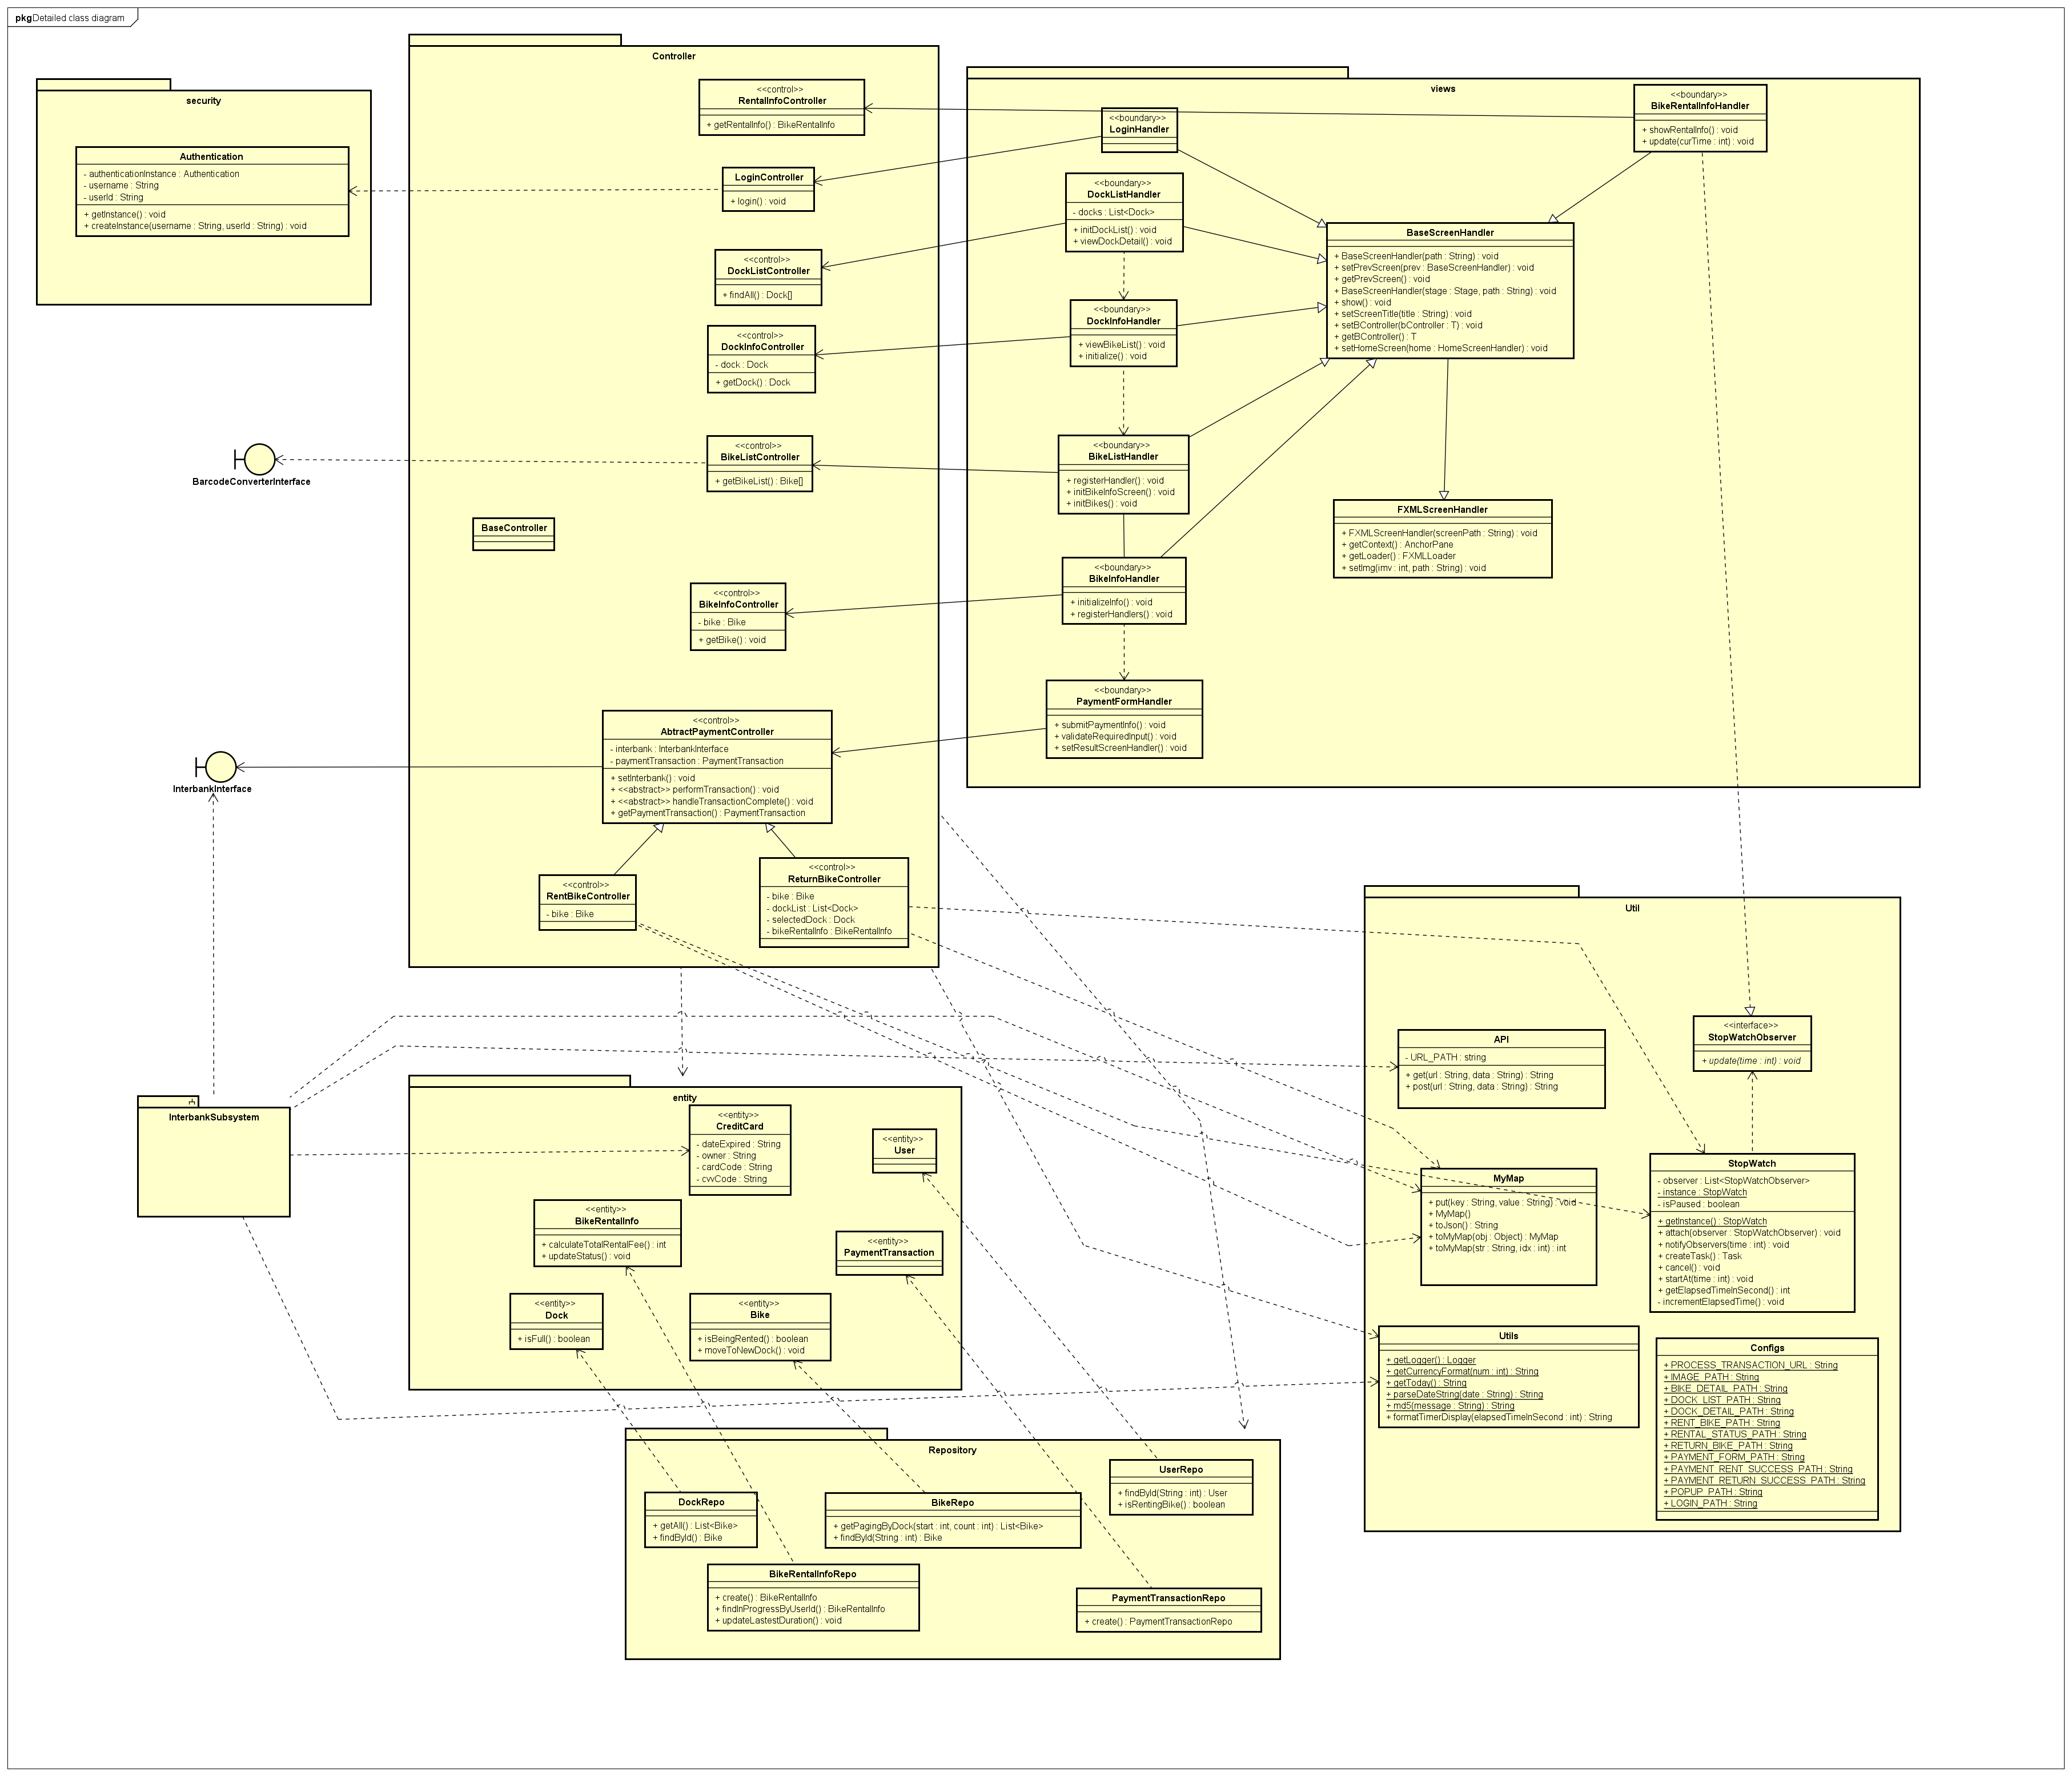 pkg Detailed class diagram
security
Authentication
- authenticationInstance : Authentication
- username : String
- userId : String
+ getInstance() : void
+ createInstance(username : String, userId : String) : void
BarcodeConverterInterface
InterbankInterface
InterbankSubsystem
Controller
<<control>>
RentalInfoController
+ getRentalInfo() : BikeRentalInfo
LoginController
+ login() : void
<<control>>
DockListController
+ findAll() : Dock[]
<<control>>
DockInfoController
- dock : Dock
+ getDock() : Dock
<<control>>
BikeListController
+ getBikeList() : Bike[]
BaseController
<<control>>
BikeInfoController
- bike : Bike
+ getBike() : void
<<control>>
AbtractPaymentController
- interbank : InterbankInterface
- paymentTransaction : PaymentTransaction
+ setInterbank() : void
+ <<abstract>> performTransaction() : void
+ <<abstract>> handleTransactionComplete() : void
+ getPaymentTransaction() : PaymentTransaction
<<control>>
RentBikeController
- bike : Bike
<<control>>
ReturnBikeController
- bike : Bike
- dockList : List<Dock>
- selectedDock : Dock
- bikeRentalInfo : BikeRentalInfo
views
<<boundary>>
LoginHandler
<<boundary>>
BikeRentalInfoHandler
+ showRentalInfo() : void
+ update(curTime : int) : void
<<boundary>>
DockListHandler
- docks : List<Dock>
+ initDockList() : void
+ viewDockDetail() : void
<<boundary>>
DockInfoHandler
+ viewBikeList() : void
+ initialize() : void
<<boundary>>
BikeListHandler
+ registerHandler() : void
+ initBikeInfoScreen() : void
+ initBikes() : void
<<boundary>>
BikeInfoHandler
+ initializeInfo() : void
+ registerHandlers() : void
<<boundary>>
PaymentFormHandler
+ submitPaymentInfo() : void
+ validateRequiredInput() : void
+ setResultScreenHandler() : void
BaseScreenHandler
+ BaseScreenHandler(path : String) : void
+ setPrevScreen(prev : BaseScreenHandler) : void
+ getPrevScreen() : void
+ BaseScreenHandler(stage : Stage, path : String) : void
+ show() : void
+ setScreenTitle(title : String) : void
+ setBController(bController : T) : void
+ getBController() : T
+ setHomeScreen(home : HomeScreenHandler) : void
FXMLScreenHandler
+ FXMLScreenHandler(screenPath : String) : void
+ getContext() : AnchorPane
+ getLoader() : FXMLLoader
+ setImg(imv : int, path : String) : void
entity
<<entity>>
CreditCard
- dateExpired : String
- owner : String
- cardCode : String
- cvvCode : String
<<entity>>
User
<<entity>>
BikeRentalInfo
+ calculateTotalRentalFee() : int
+ updateStatus() : void
<<entity>>
PaymentTransaction
<<entity>>
Dock
+ isFull() : boolean
<<entity>>
Bike
+ isBeingRented() : boolean
+ moveToNewDock() : void
Repository
UserRepo
+ findById(String : int) : User
+ isRentingBike() : boolean
DockRepo
+ getAll() : List<Bike>
+ findById() : Bike
BikeRepo
+ getPagingByDock(start : int, count : int) : List<Bike>
+ findById(String : int) : Bike
BikeRentalInfoRepo
+ create() : BikeRentalInfo
+ findInProgressByUserId() : BikeRentalInfo
+ updateLastestDuration() : void
PaymentTransactionRepo
+ create() : PaymentTransactionRepo
Util
API
- URL_PATH : string
+ get(url : String, data : String) : String
+ post(url : String, data : String) : String
<<interface>>
StopWatchObserver
+ update(time : int) : void
MyMap
+ put(key : String, value : String) : void
+ MyMap()
+ toJson() : String
+ toMyMap(obj : Object) : MyMap
+ toMyMap(str : String, idx : int) : int
StopWatch
- observer : List<StopWatchObserver>
- instance : StopWatch
- isPaused : boolean
+ getInstance() : StopWatch
+ attach(observer : StopWatchObserver) : void
+ notifyObservers(time : int) : void
+ createTask() : Task
+ cancel() : void
+ startAt(time : int) : void
+ getElapsedTimeInSecond() : int
- incrementElapsedTime() : void
Utils
+ getLogger() : Logger
+ getCurrencyFormat(num : int) : String
+ getToday() : String
+ parseDateString(date : String) : String
+ md5(message : String) : String
+ formatTimerDisplay(elapsedTimeInSecond : int) : String
Configs
+ PROCESS_TRANSACTION_URL : String
+ IMAGE_PATH : String
+ BIKE_DETAIL_PATH : String
+ DOCK_LIST_PATH : String
+ DOCK_DETAIL_PATH : String
+ RENT_BIKE_PATH : String
+ RENTAL_STATUS_PATH : String
+ RETURN_BIKE_PATH : String
+ PAYMENT_FORM_PATH : String
+ PAYMENT_RENT_SUCCESS_PATH : String
+ PAYMENT_RETURN_SUCCESS_PATH : String
+ POPUP_PATH : String
+ LOGIN_PATH : String